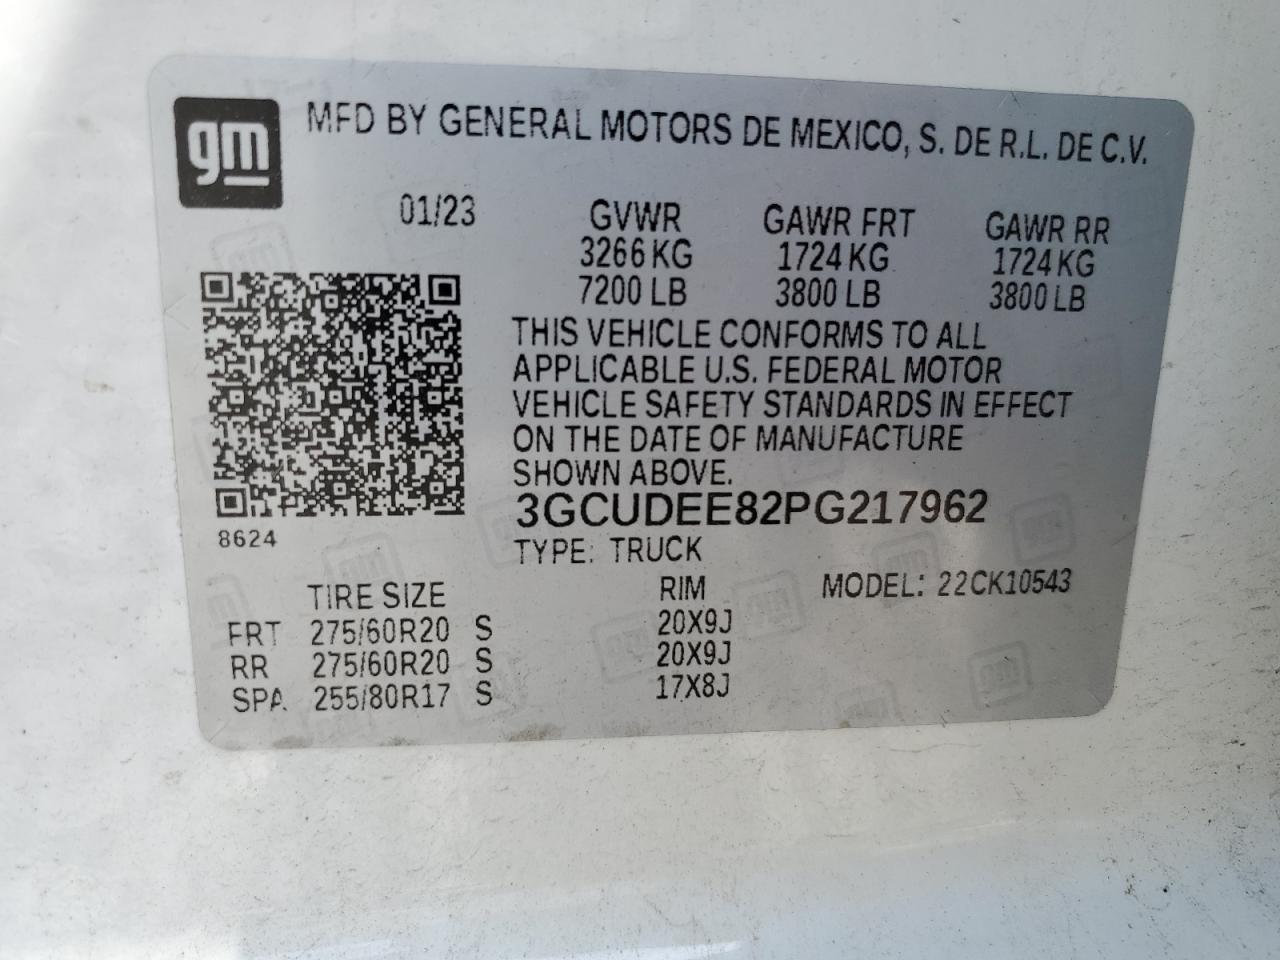 gm
MFD BY GENERAL MOTORS DE MEXICO, S. DE R.L. DE C.V.
01/23 GVWR GAWR FRT GAWR RR
3266 KG 1724 KG 1724 KG
7200 LB 3800 LB 3800 LB
THIS VEHICLE CONFORMS TO ALL
APPLICABLE U.S. FEDERAL MOTOR
VEHICLE SAFETY STANDARDS IN EFFECT
ON THE DATE OF MANUFACTURE
SHOWN ABOVE.
3GCUDEE82PG217962
8624
TYPE: TRUCK
TIRE SIZE RIM MODEL: 22CK10543
FRT 275/60R20 S 20X9J
RR 275/60R20 S 20X9J
SPA 255/80R17 S 17X8J